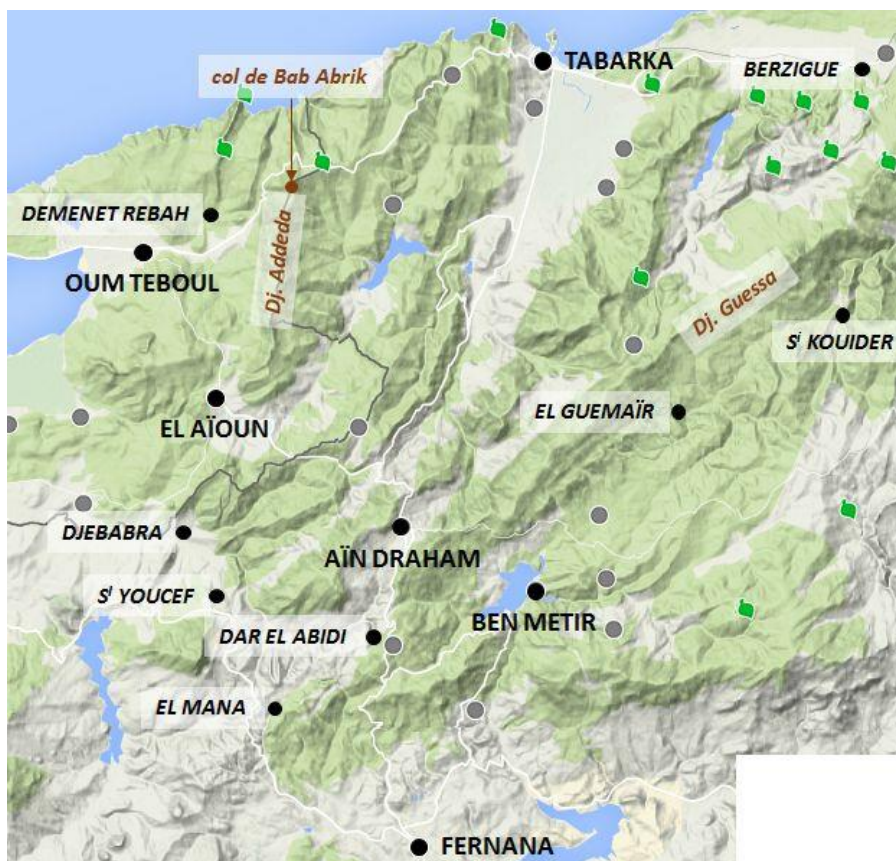 TABARKA
BERZIGUE
col de Bab Abrik
DEMENET REBAH
OUM TEBOUL
Dj. Addeda
Dj. Guessa
Sⁱ KOUIDER
EL AÏOUN
EL GUEMAÏR
DJEBABRA
AÏN DRAHAM
Sᴵ YOUCEF
BEN METIR
DAR EL ABIDI
EL MANA
FERNANA